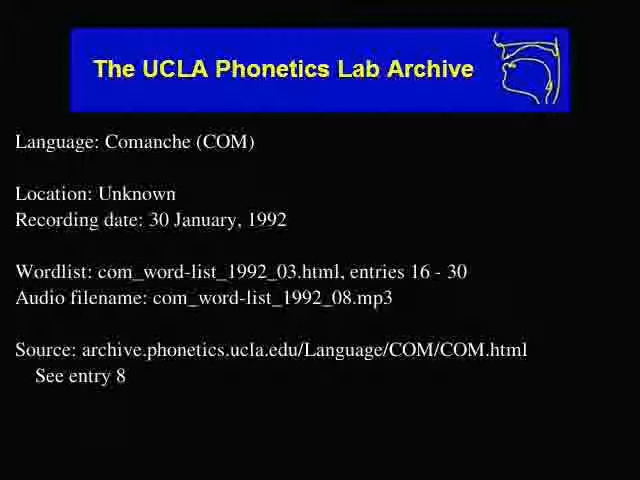 The UCLA Phonetics Lab Archive
Language: Comanche (COM)
Location: Unknown
Recording date: 30 January, 1992
Wordlist: com_word-list_1992_03.html, entries 16 - 30
Audio filename: com_word-list_1992_08.mp3
Source: archive.phonetics.ucla.edu/Language/COM/COM.html
See entry 8